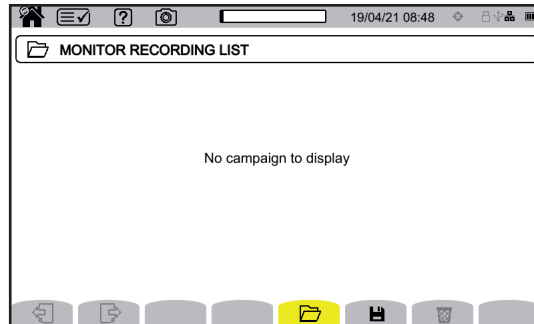 ?
19/04/21 08:48
MONITOR RECORDING LIST
No campaign to display